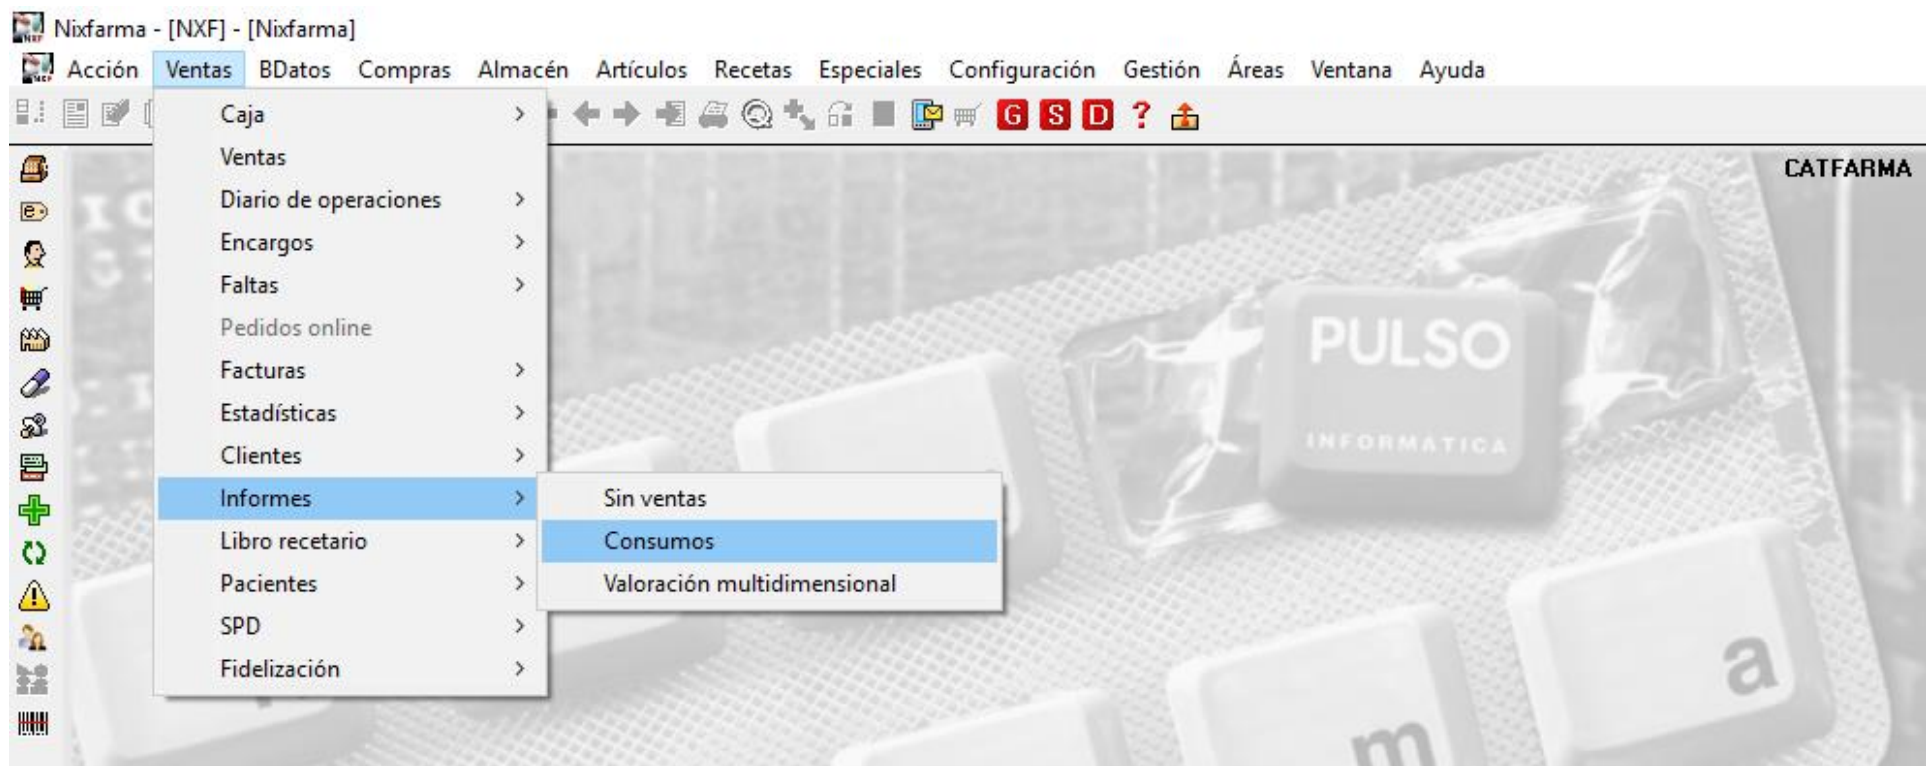 Nixfarma - [NXF] - [Nixfarma]
Acción Ventas BDatos Compras Almacén Artículos Recetas Especiales Configuración Gestión Áreas Ventana Ayuda
G S D ?
CATFARMA
Caja
Ventas
Diario de operaciones
Encargos
Faltas
Pedidos online
Facturas
Estadísticas
Clientes
Informes
Libro recetario
Pacientes
SPD
Fidelización
Sin ventas
Consumos
Valoración multidimensional
PULSO
INFORMATICA
a
m